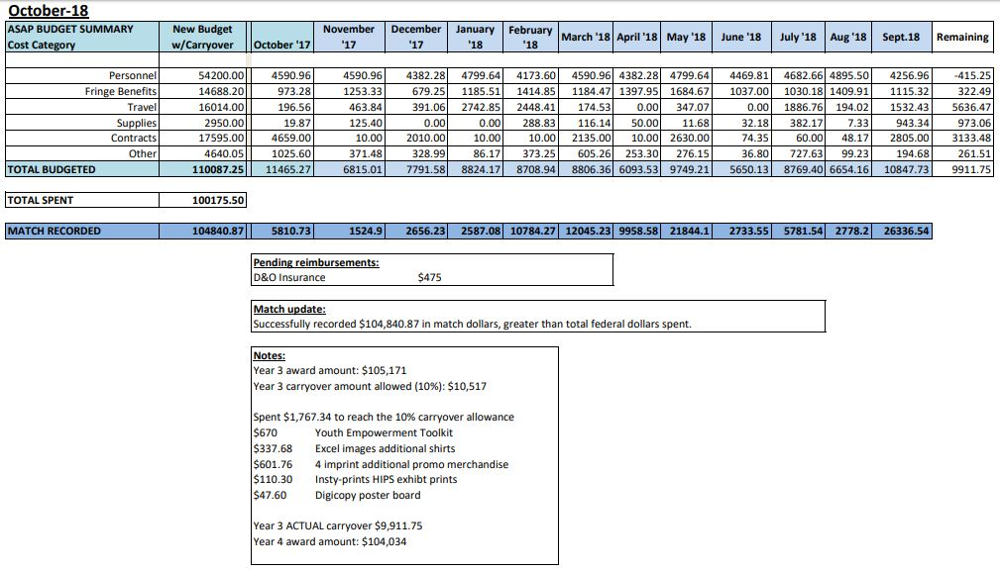 October-18
ASAP BUDGET SUMMARY New Budget November December January February
Cost Category w/Carryover October '17 '17 '17 '18 '18 March '18 April '18 May '18 June '18 July '18 Aug '18 Sept.18 Remaining
Personnel 54200.00 4590.96 4590.96 4382.28 4799.64 4173.60 4590.96 4382.28 4799.64 4469.81 4682.66 4895.50 4256.96 -415.25
Fringe Benefits 14688.20 973.28 1253.33 679.25 1185.51 1414.85 1184.47 1397.95 1684.67 1037.00 1030.18 1409.91 1115.32 322.49
Travel 16014.00 196.56 463.84 391.06 2742.85 2448.41 174.53 0.00 347.07 0.00 1886.76 194.02 1532.43 5636.47
Supplies 2950.00 19.87 125.40 0.00 0.00 288.83 116.14 50.00 11.68 32.18 382.17 7.33 943.34 973.06
Contracts 17595.00 4659.00 10.00 2010.00 10.00 10.00 2135.00 10.00 2630.00 74.35 60.00 48.17 2805.00 3133.48
Other 4640.05 1025.60 371.48 328.99 86.17 373.25 605.26 253.30 276.15 36.80 727.63 99.23 194.68 261.51
TOTAL BUDGETED 110087.25 11465.27 6815.01 7791.58 8824.17 8708.94 8806.36 6093.53 9749.21 5650.13 8769.40 6654.16 10847.73 9911.75
TOTAL SPENT 100175.50
MATCH RECORDED 104840.87 5810.73 1524.9 2656.23 2587.08 10784.27 12045.23 9958.58 21844.1 2733.55 5781.54 2778.2 26336.54
Pending reimbursements:
D&O Insurance $475
Match update:
Successfully recorded $104,840.87 in match dollars, greater than total federal dollars spent.
Notes:
Year 3 award amount: $105,171
Year 3 carryover amount allowed (10%): $10,517
Spent $1,767.34 to reach the 10% carryover allowance
$670 Youth Empowerment Toolkit
$337.68 Excel images additional shirts
$601.76 4 imprint additional promo merchandise
$110.30 Insty-prints HIPS exhibt prints
$47.60 Digicopy poster board
Year 3 ACTUAL carryover $9,911.75
Year 4 award amount: $104,034